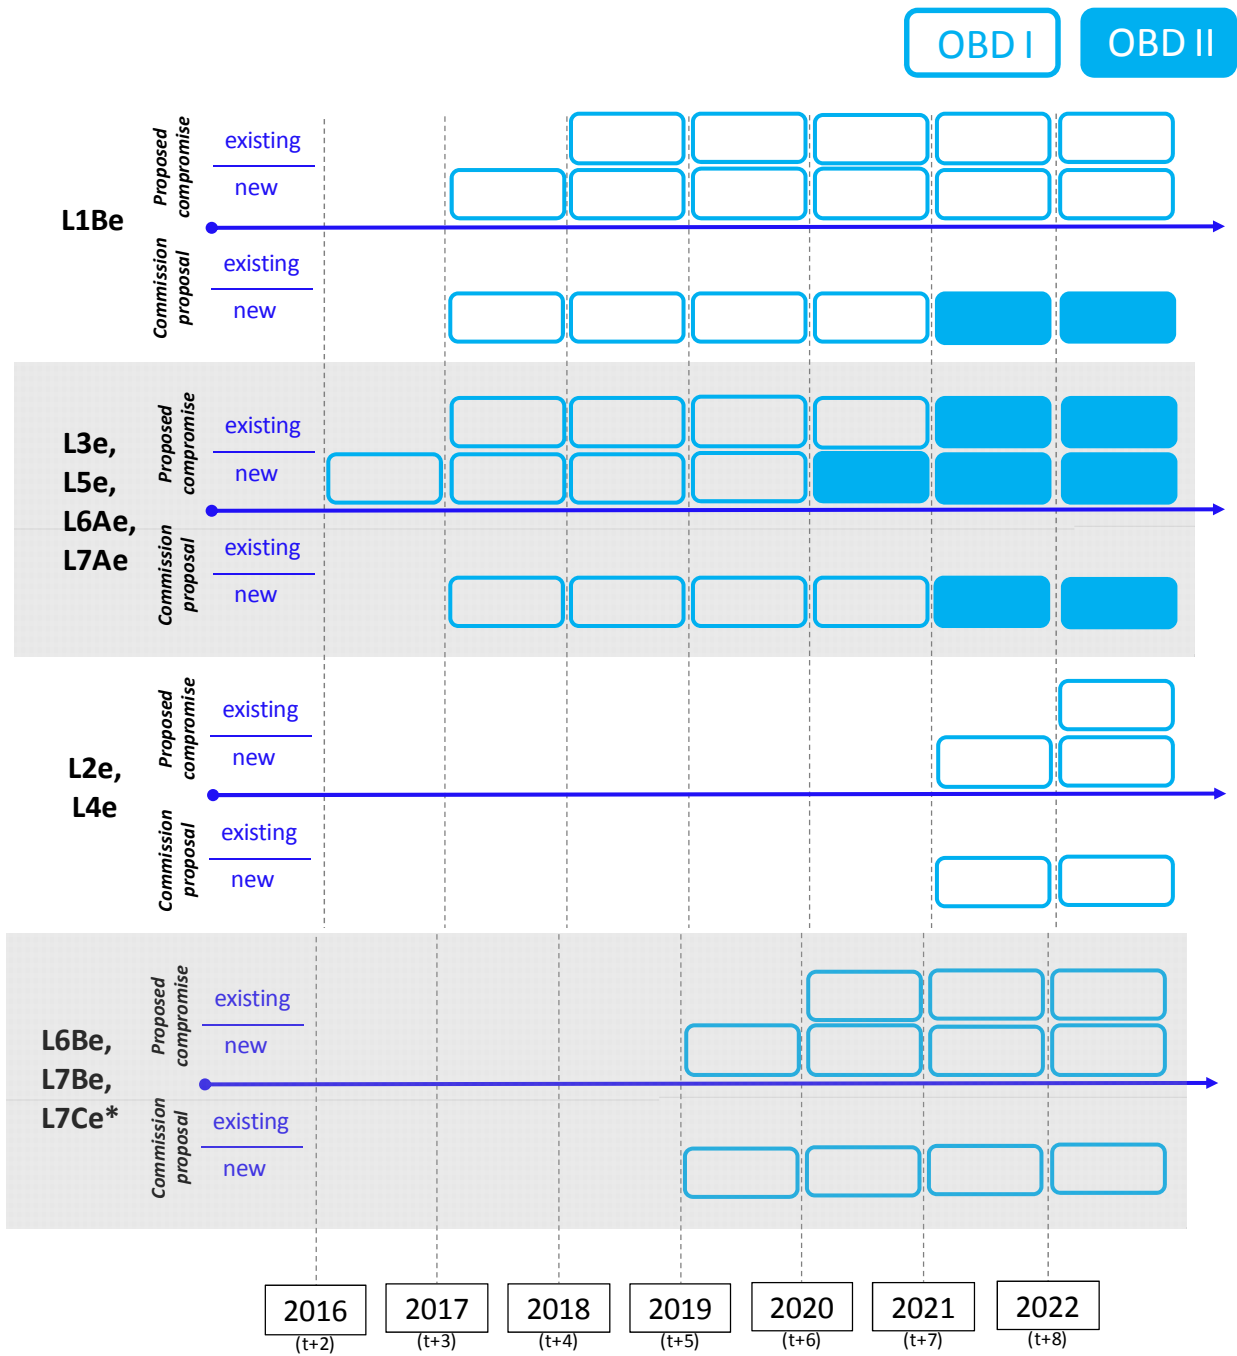 OBD I
OBD II
L1Be
Proposed
compromise
existing
new
Commission
proposal
existing
new
L3e,
L5e,
L6Ae,
L7Ae
Proposed
compromise
existing
new
Commission
proposal
existing
new
L2e,
L4e
Proposed
compromise
existing
new
Commission
proposal
existing
new
L6Be,
L7Be,
L7Ce*
Proposed
compromise
existing
new
Commission
proposal
existing
new
2016
(t+2)
2017
(t+3)
2018
(t+4)
2019
(t+5)
2020
(t+6)
2021
(t+7)
2022
(t+8)